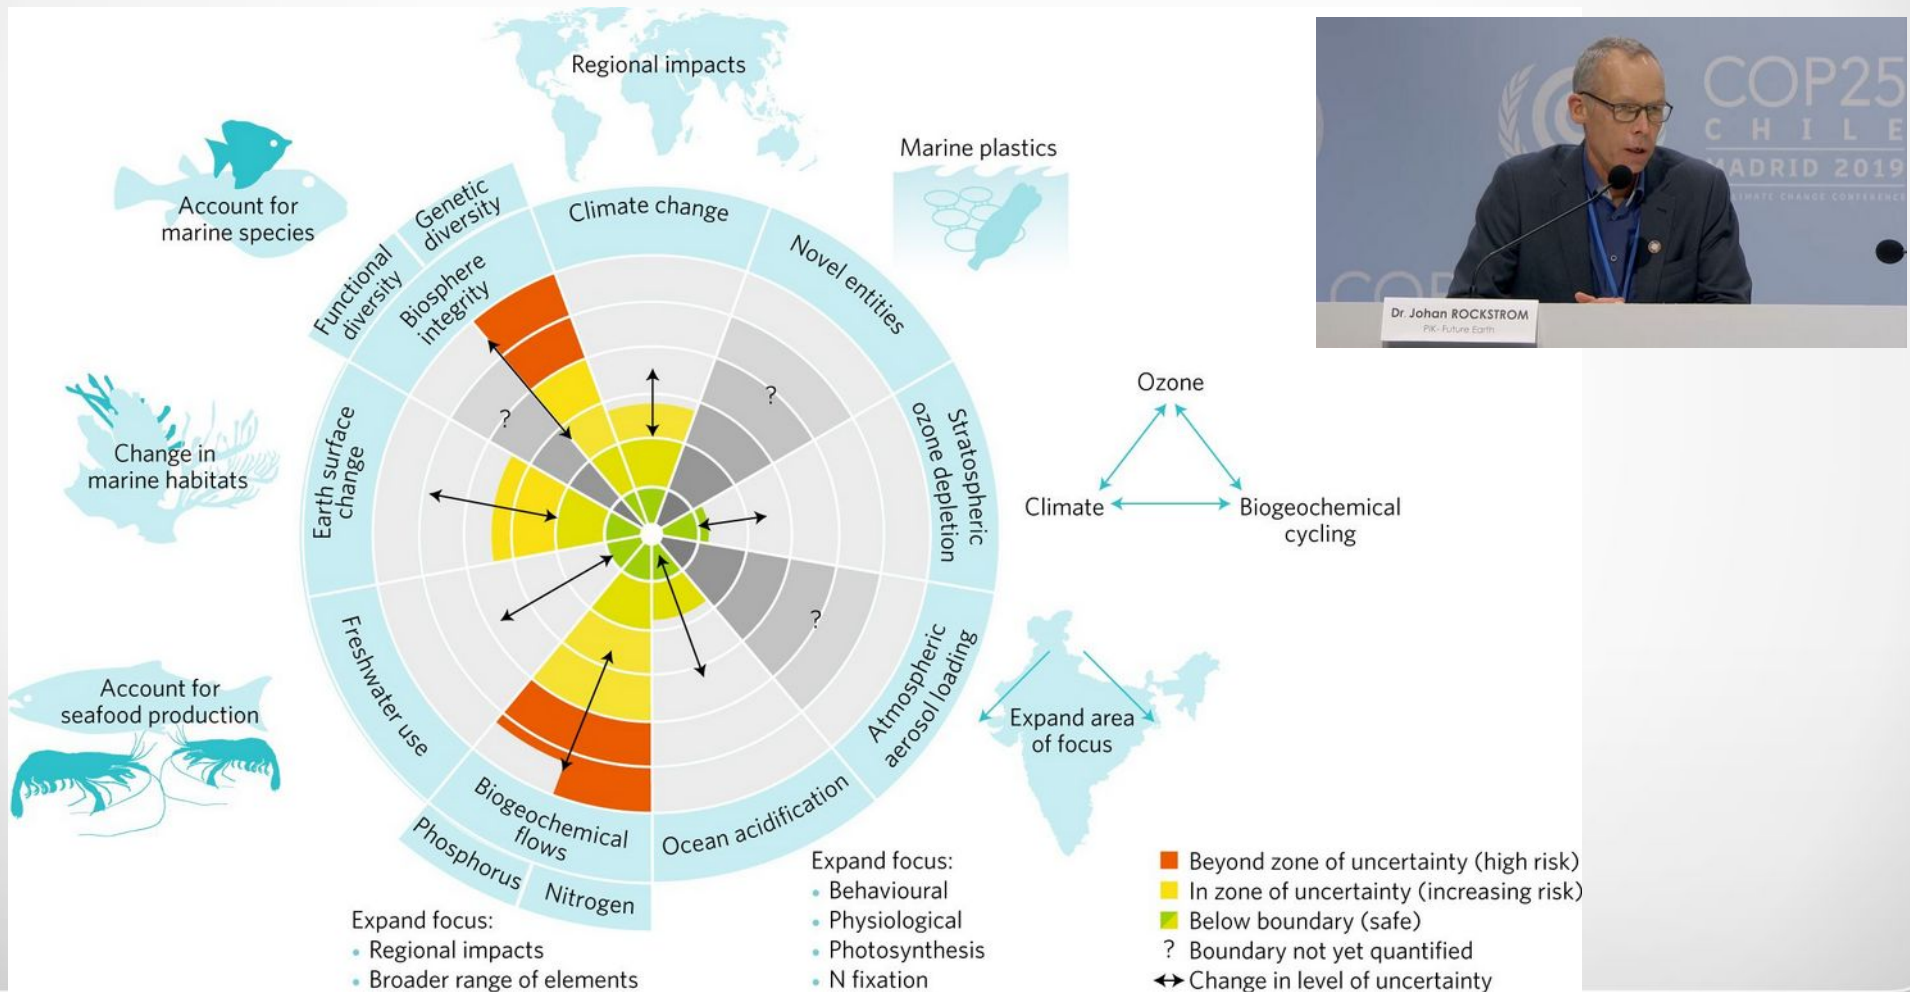 Regional impacts
Marine plastics
Account for
marine species
Genetic
diversity
Functional
diversity
Biosphere
integrity
Climate change
Novel entities
Stratospheric
ozone depletion
Atmospheric
aerosol loading
Ocean acidification
Biogeochemical
flows
Phosphorus
Nitrogen
Freshwater use
Earth surface
change
?
?
?
Change in
marine habitats
Account for
seafood production
Ozone
Climate
Biogeochemical
cycling
Expand area
of focus
Expand focus:
• Regional impacts
• Broader range of elements
Expand focus:
• Behavioural
• Physiological
• Photosynthesis
• N fixation
Beyond zone of uncertainty (high risk)
In zone of uncertainty (increasing risk)
Below boundary (safe)
? Boundary not yet quantified
Change in level of uncertainty
COP25
CHILE
MADRID 2019
CLIMATE CHANGE CONFERENCE
COP
Dr. Johan ROCKSTROM
PIK- Future Earth